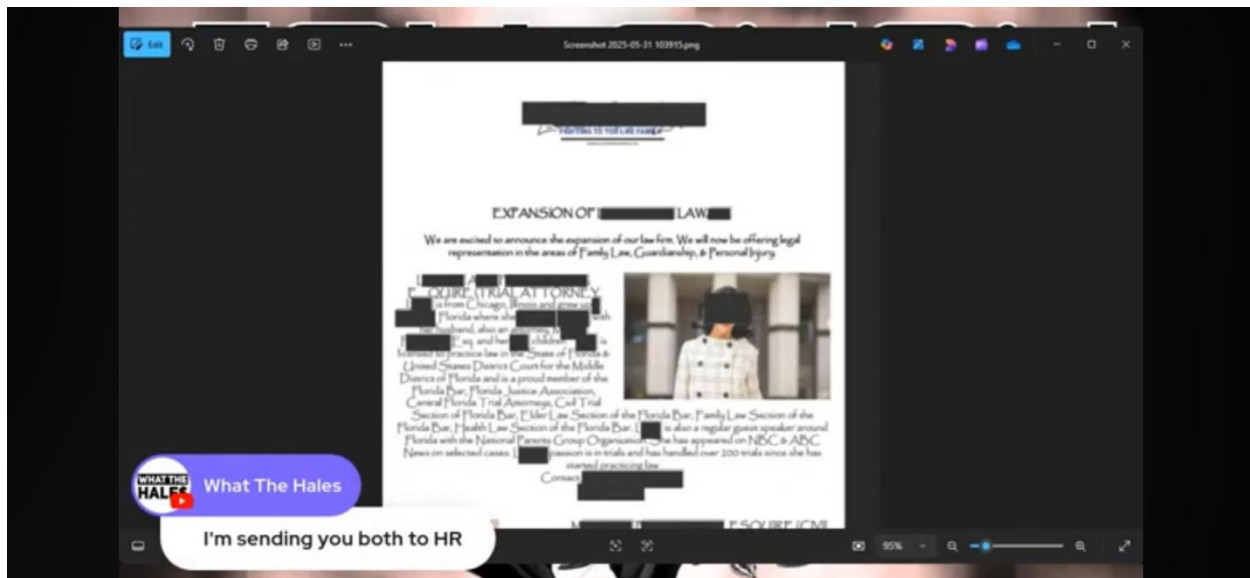 Edit
Screenshot 2025-05-31 103915.png
FIGHTING TO YOU LIKE FAMILY
EXPANSION OF LAW
We are excited to announce the expansion of our law firm. We will now be offering legal
representation in the areas of Family Law, Guardianship, & Personal Injury.
E QUIRE (TRIAL ATTORNEY
is from Chicago, Illinois and grew up
Florida where she with
her husband, also an attorney,
Esq. and her children is
licensed to practice law in the State of Florida &
United States District Court for the Middle
District of Florida and is a proud member of the
Florida Bar, Florida Justice Association,
Central Florida Trial Attorneys, Civil Trial
Section of Florida Bar, Elder Law Section of the Florida Bar, Family Law Section of the
Florida Bar, Health Law Section of the Florida Bar. is also a regular guest speaker around
Florida with the National Parents Group Organization. She has appeared on NBC & ABC
News on selected cases. passion is in trials and has handled over 200 trials since she has
started practicing law
Contact
ESQUIRE (CIVIL
WHAT THE
HALES
What The Hales
I'm sending you both to HR
95%